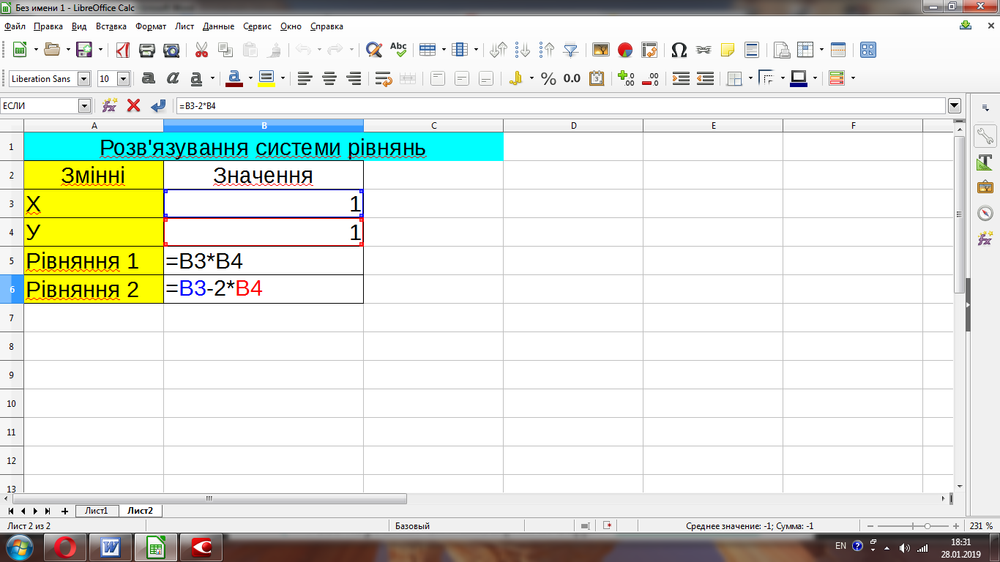 Без имени 1 - LibreOffice Calc
Файл Правка Вид Вставка Формат Лист Данные Сервис Окно Справка
Liberation Sans 10
ЕСЛИ =B3-2*B4
A B C D E F
1 Розв'язування системи рівнянь
2 Змінні Значення
3 Х 1
4 У 1
5 Рівняння 1 =B3*B4
6 Рівняння 2 =B3-2*B4
7
8
9
10
11
12
13
Лист1 Лист2
Лист 2 из 2 Базовый Среднее значение: -1; Сумма: -1 231 %
EN 18:31
28.01.2019